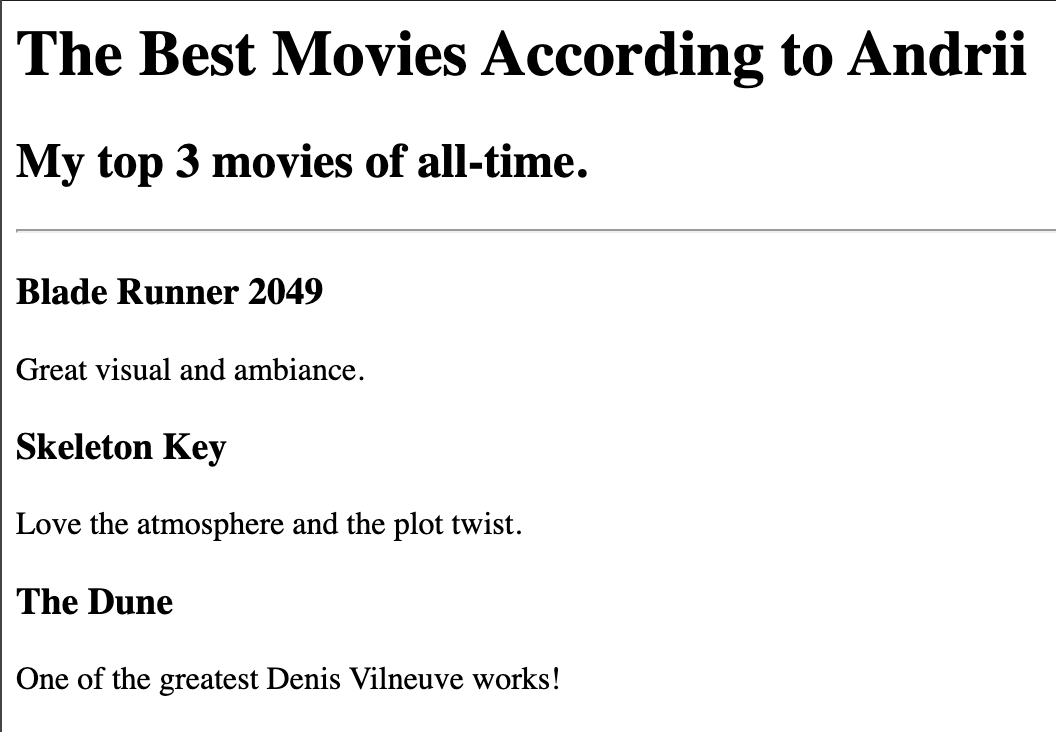 The Best Movies According to Andrii
My top 3 movies of all-time.
Blade Runner 2049
Great visual and ambiance.
Skeleton Key
Love the atmosphere and the plot twist.
The Dune
One of the greatest Denis Vilneuve works!